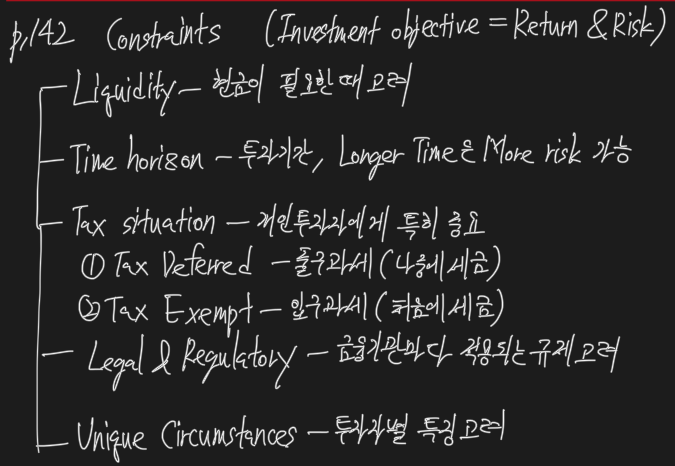 p.142 Constraints (Investment objective = Return & Risk)
Liquidity - 현금이 필요한 때 고려
Time horison - 투자기간, Longer Time은 More risk 가능
Tax situation - 개인투자자에게 특히 중요
① Tax Deferred - 출구과세 (나중에 세금)
② Tax Exempt - 입구과세 (처음에 세금)
Legal & Regulatory - 금융기관마다 적용되는 규제 고려
Unique Circumstances - 투자자별 특징 고려